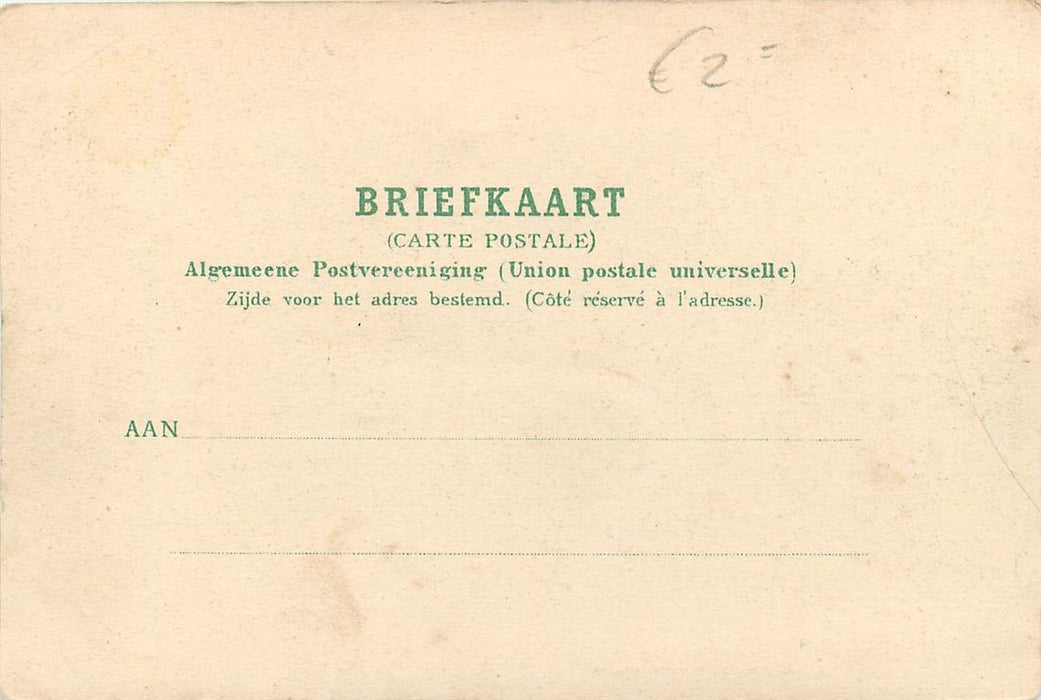 € 2 =
BRIEFKAART
(CARTE POSTALE)
Algemeene Postvereeniging (Union postale universelle)
Zijde voor het adres bestemd. (Côté réservé à l'adresse.)
AAN